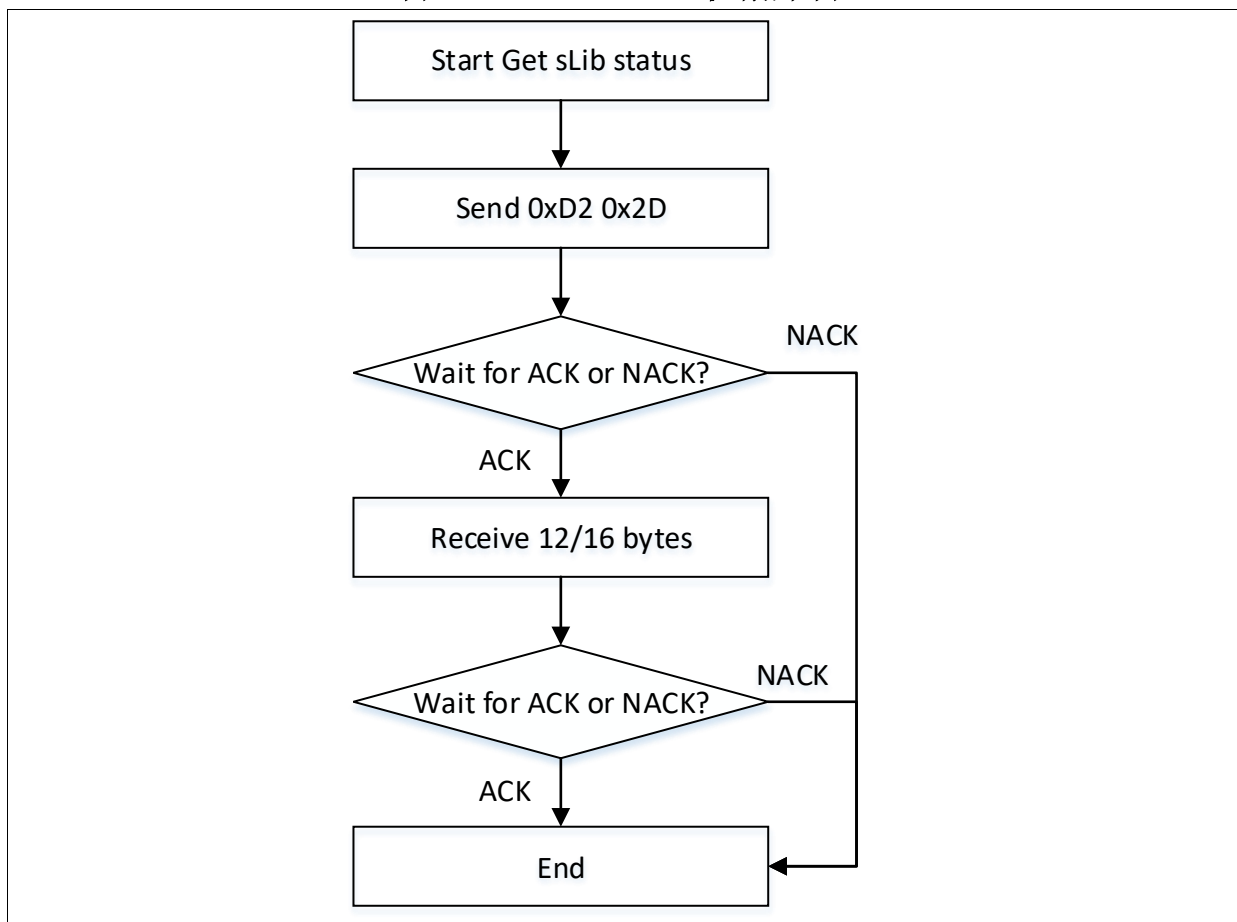 Start Get sLib status
Send 0xD2 0x2D
Wait for ACK or NACK?
NACK
ACK
Receive 12/16 bytes
Wait for ACK or NACK?
NACK
ACK
End